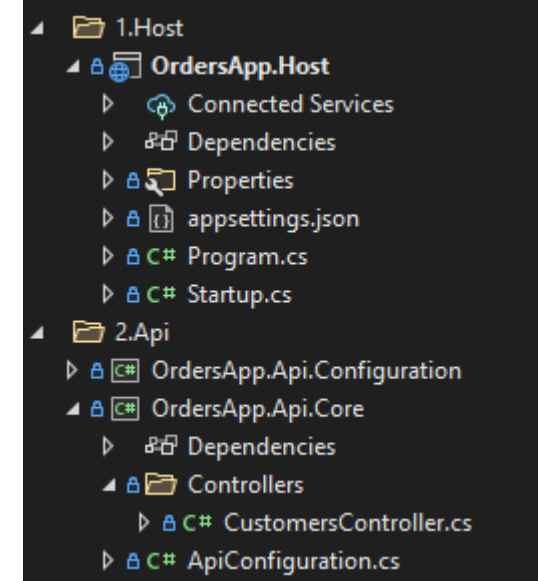 1.Host
OrdersApp.Host
Connected Services
Dependencies
Properties
appsettings.json
C# Program.cs
C# Startup.cs
2.Api
C# OrdersApp.Api.Configuration
C# OrdersApp.Api.Core
Dependencies
Controllers
C# CustomersController.cs
C# ApiConfiguration.cs